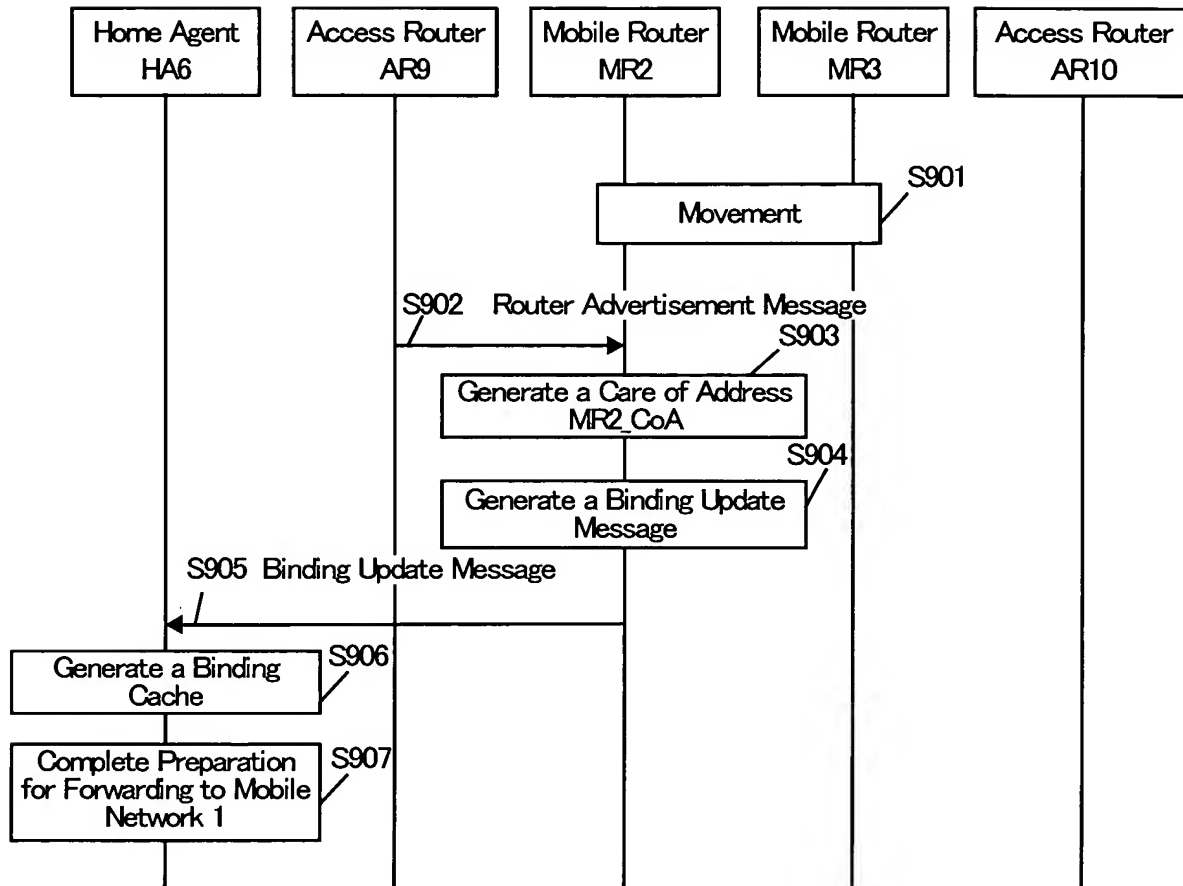 Home Agent
HA6
Access Router
AR9
Mobile Router
MR2
Mobile Router
MR3
Access Router
AR10
S901
Movement
S902 Router Advertisement Message
S903
Generate a Care of Address
MR2_CoA
S904
Generate a Binding Update
Message
S905 Binding Update Message
S906
Generate a Binding
Cache
S907
Complete Preparation
for Forwarding to Mobile
Network 1